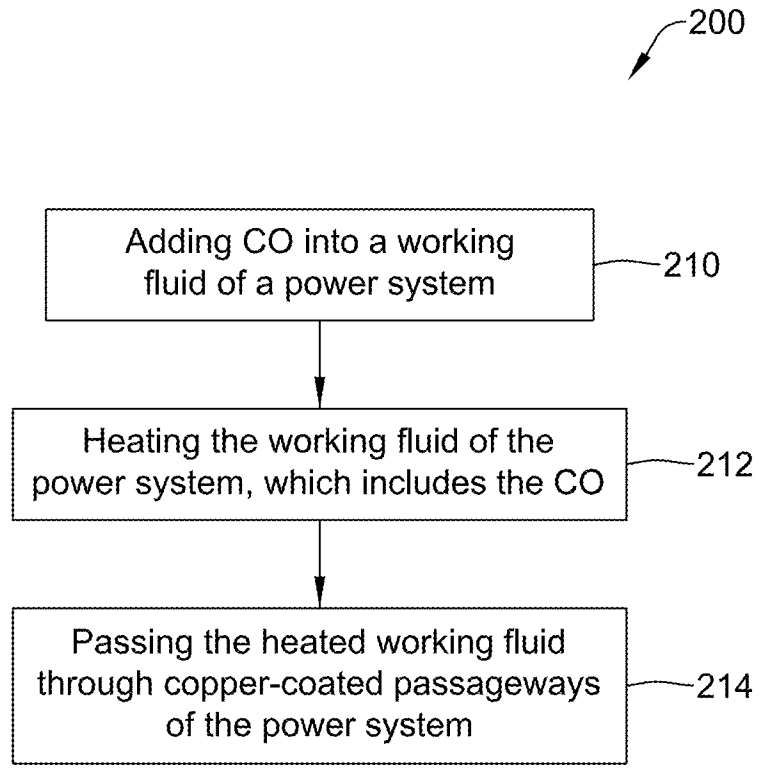 200
Adding CO into a working
fluid of a power system
210
Heating the working fluid of the
power system, which includes the CO
212
Passing the heated working fluid
through copper-coated passageways
of the power system
214